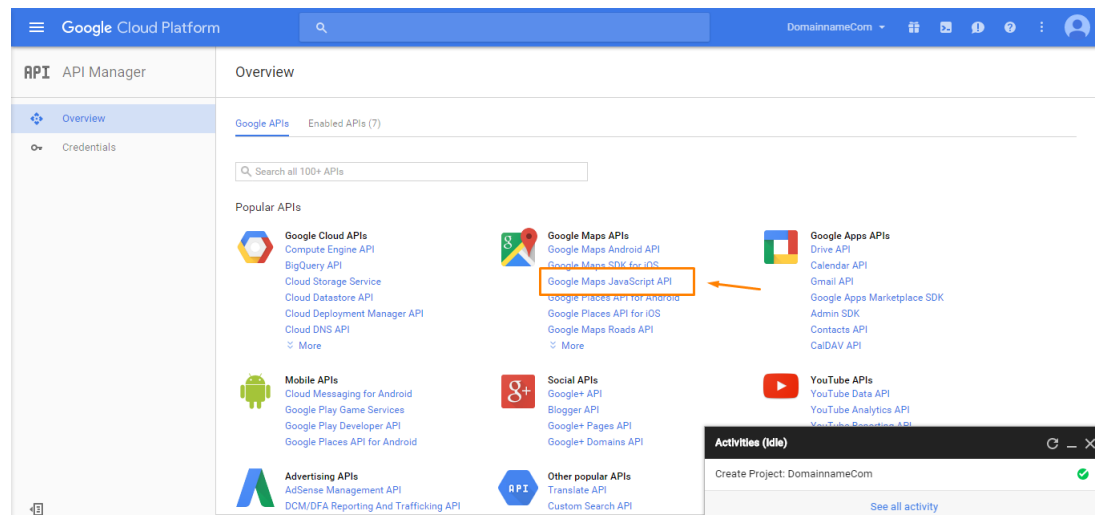 Google Cloud Platform
DomainnameCom
API API Manager
Overview
Overview
Credentials
Google APIs Enabled APIs (7)
Search all 100+ APIs
Popular APIs
Google Cloud APIs
Compute Engine API
BigQuery API
Cloud Storage Service
Cloud Datastore API
Cloud Deployment Manager API
Cloud DNS API
More
Google Maps APIs
Google Maps Android API
Google Maps SDK for iOS
Google Maps JavaScript API
Google Places API for Android
Google Places API for iOS
Google Maps Roads API
More
Google Apps APIs
Drive API
Calendar API
Gmail API
Google Apps Marketplace SDK
Admin SDK
Contacts API
CalDAV API
Mobile APIs
Cloud Messaging for Android
Google Play Game Services
Google Play Developer API
Google Places API for Android
8+
Social APIs
Google+ API
Blogger API
Google+ Pages API
Google+ Domains API
YouTube APIs
YouTube Data API
YouTube Analytics API
YouTube Reporting API
Advertising APIs
AdSense Management API
DCM/DFA Reporting And Trafficking API
API
Other popular APIs
Translate API
Custom Search API
Activities (Idle)
Create Project: DomainnameCom
See all activity